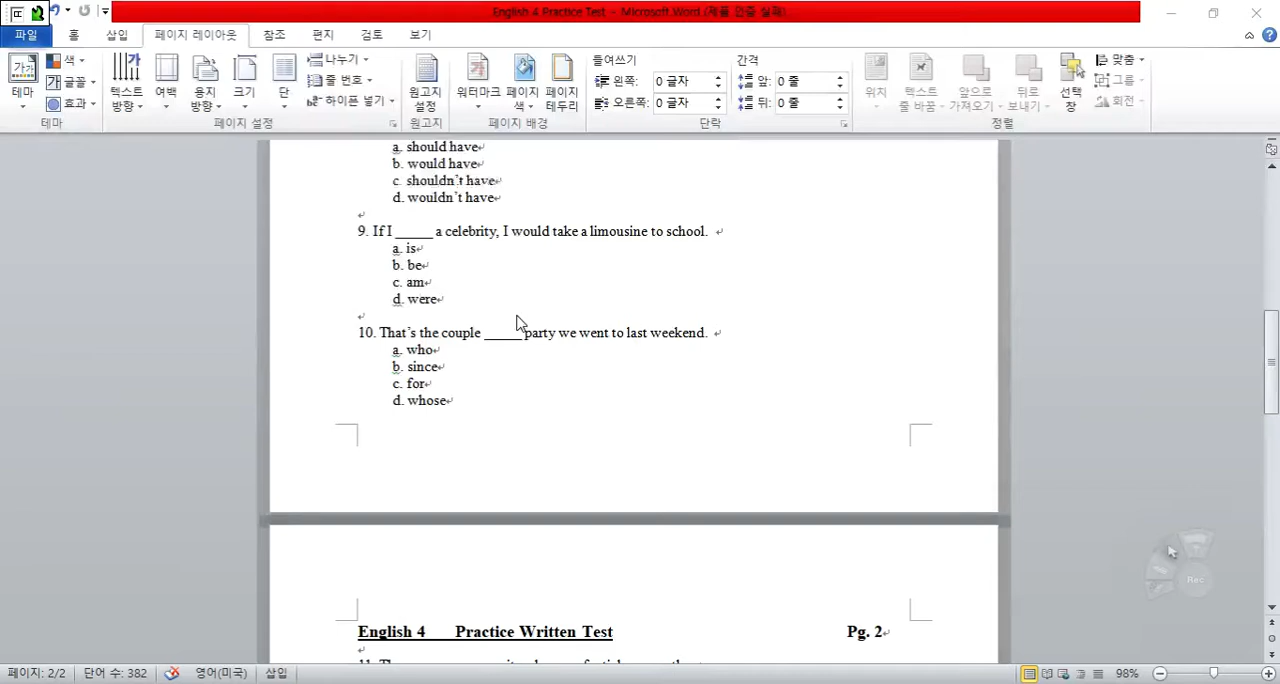 English 4 Practice Test - Microsoft Word (제품 인증 실패)
파일 홈 삽입 페이지 레이아웃 참조 편지 검토 보기
가가 테마 색 글꼴 효과 텍스트 방향 여백 용지 방향 크기 단 나누기 줄 번호 하이픈 넣기 원고지 설정 워터마크 페이지 색 페이지 테두리
들여쓰기 간격
왼쪽: 0 글자 앞: 0 줄
오른쪽: 0 글자 뒤: 0 줄
위치 텍스트 줄 바꿈 앞으로 가져오기 뒤로 보내기 선택 창 맞춤 그룹 회전
테마 페이지 설정 원고지 페이지 배경 단락 정렬
a. should have
b. would have
c. shouldn't have
d. wouldn't have
9. If I _____ a celebrity, I would take a limousine to school.
a. is
b. be
c. am
d. were
10. That's the couple _____ party we went to last weekend.
a. who
b. since
c. for
d. whose
English 4 Practice Written Test Pg. 2
Rec
페이지: 2/2 단어 수: 382 영어(미국) 삽입 98%